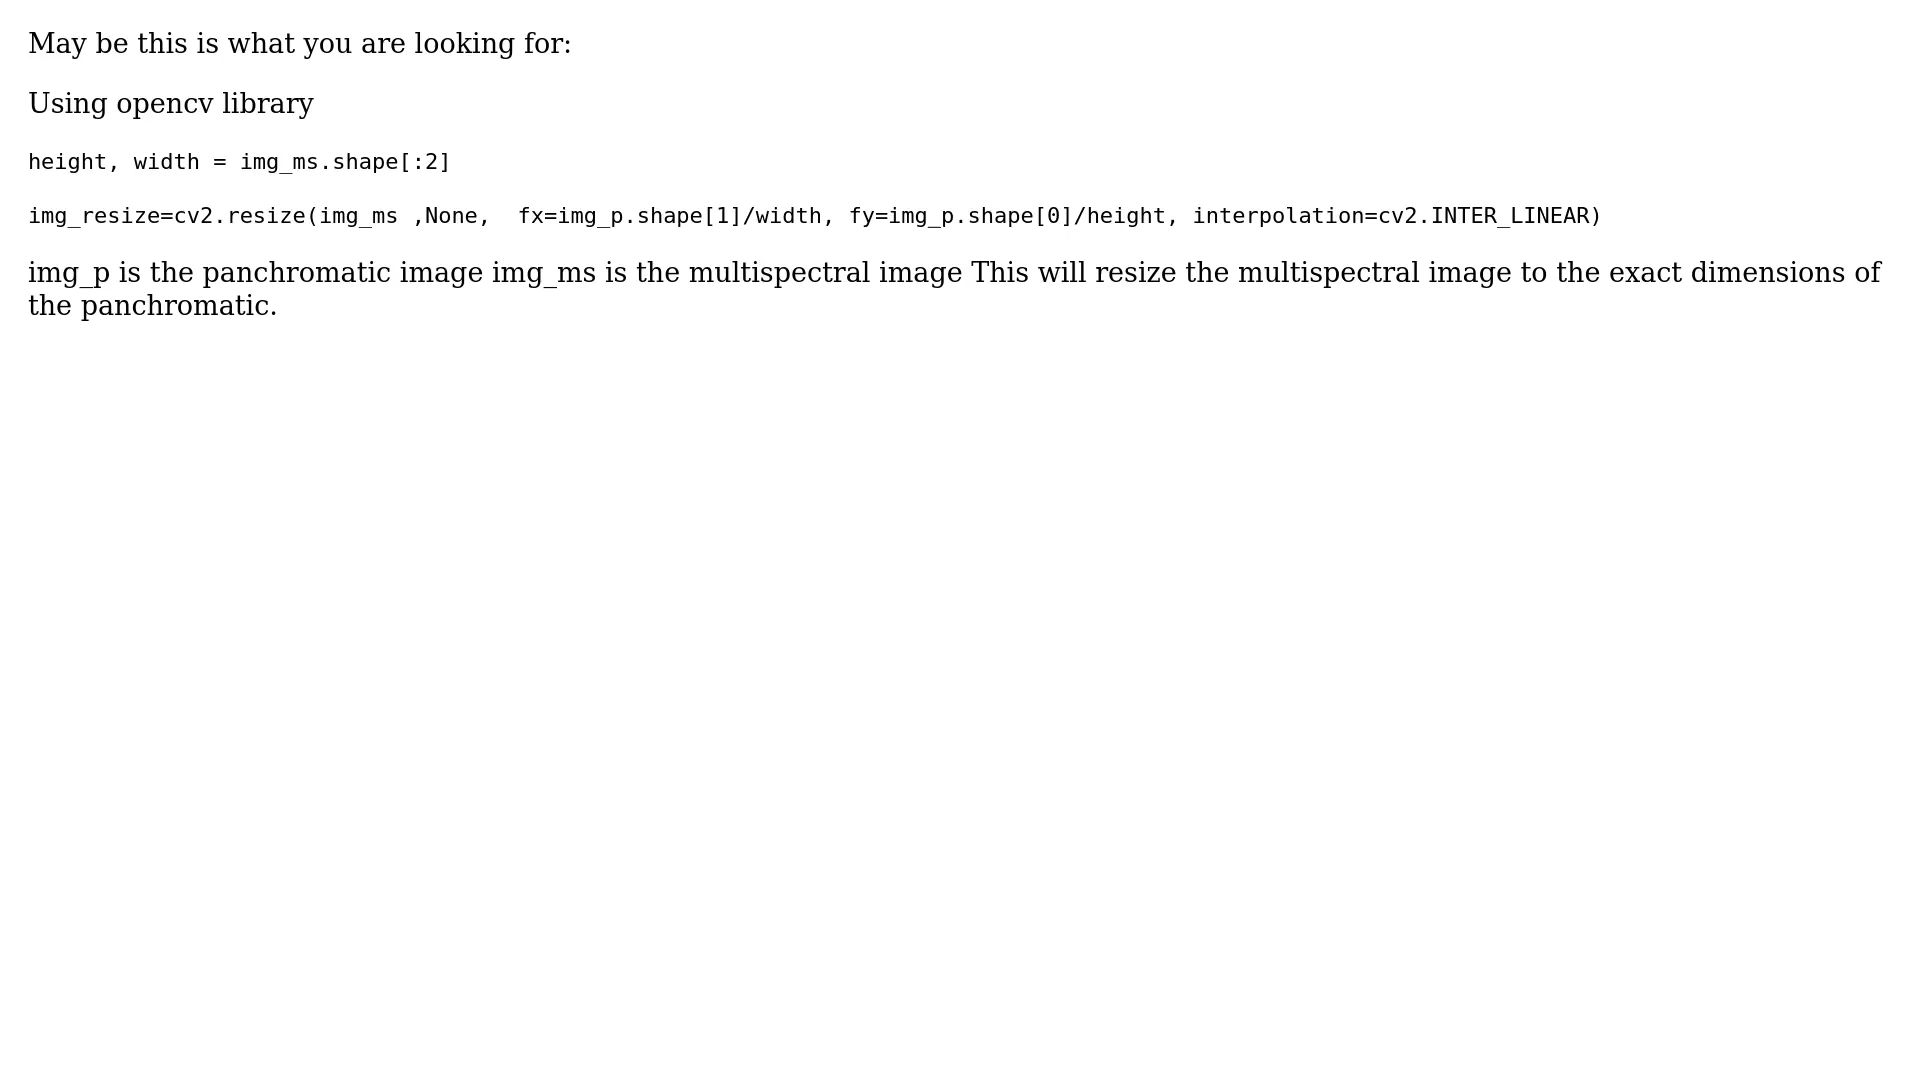 May be this is what you are looking for:
Using opencv library
height, width = img_ms.shape[:2]
img_resize=cv2.resize(img_ms ,None,  fx=img_p.shape[1]/width, fy=img_p.shape[0]/height, interpolation=cv2.INTER_LINEAR)
img_p is the panchromatic image img_ms is the multispectral image This will resize the multispectral image to the exact dimensions of
the panchromatic.